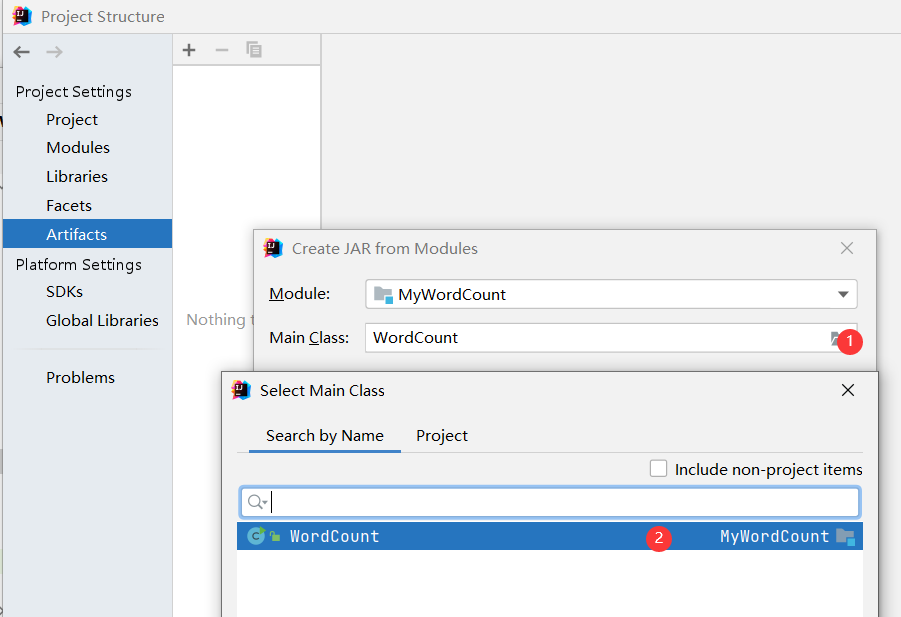 Project Structure
Project Settings
Project
Modules
Libraries
Facets
Artifacts
Platform Settings
SDKs
Global Libraries
Problems
Nothing
Create JAR from Modules
Module: MyWordCount
Main Class: WordCount
1
Select Main Class
Search by Name Project
Include non-project items
WordCount 2 MyWordCount